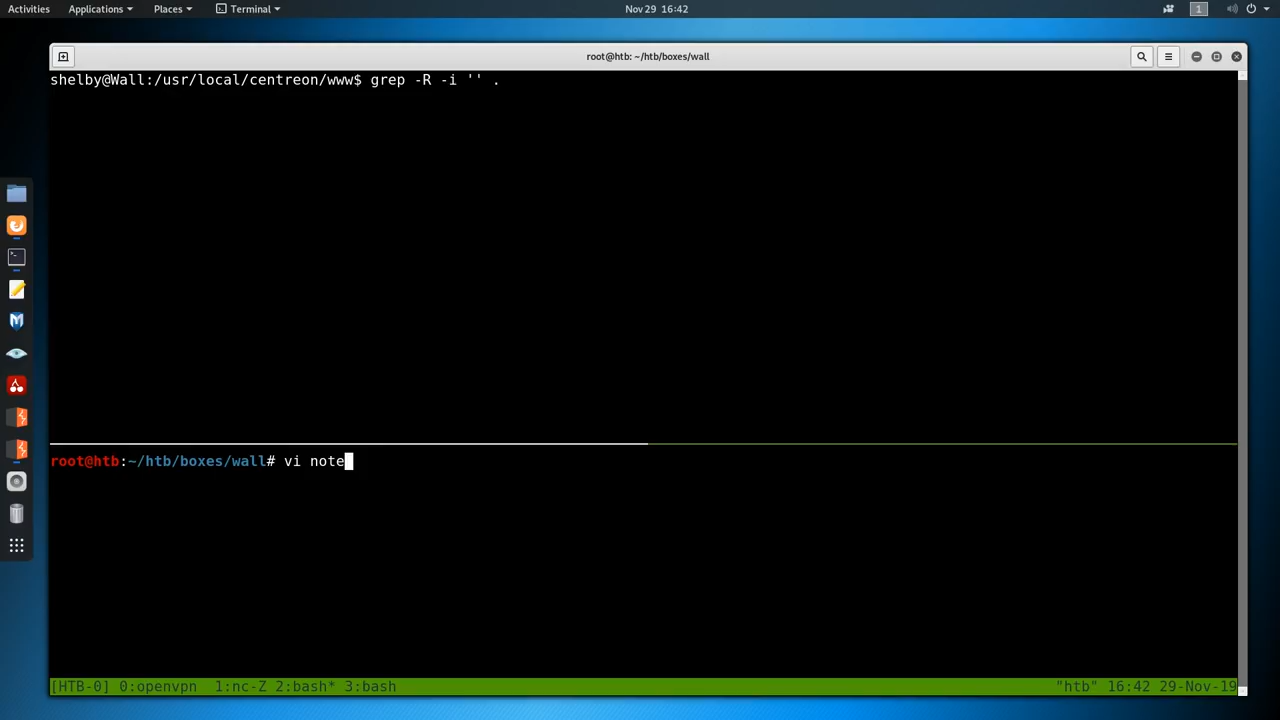 Activities Applications Places Terminal Nov 29 16:42 1
root@htb: ~/htb/boxes/wall
shelby@Wall:/usr/local/centreon/www$ grep -R -i '' .
root@htb:~/htb/boxes/wall# vi note
[HTB-0] 0:openvpn  1:nc-Z 2:bash* 3:bash "htb" 16:42 29-Nov-19